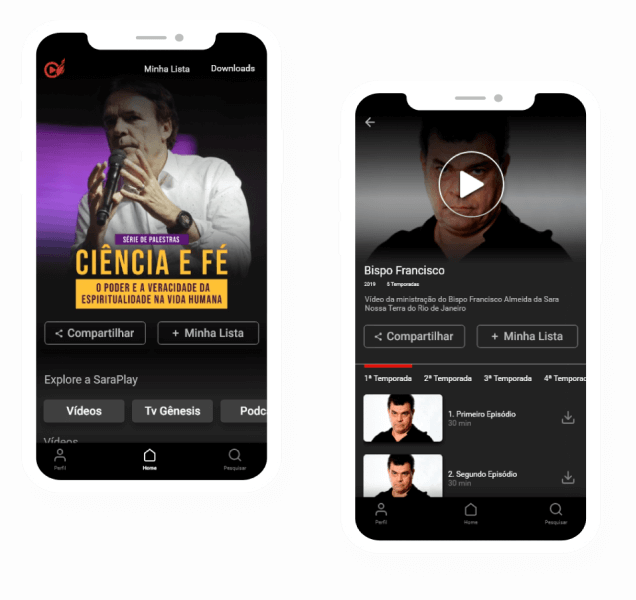 Minha Lista
Downloads
SÉRIE DE PALESTRAS
CIÊNCIA E FÉ
O PODER E A VERACIDADE DA
ESPIRITUALIDADE NA VIDA HUMANA
Compartilhar
+ Minha Lista
Explore a SaraPlay
Vídeos
Tv Gênesis
Podc
Vídeos
Perfil
Home
Pesquisar
Bispo Francisco
2019 8 Temporadas
Vídeo da ministração do Bispo Francisco Almeida da Sara
Nossa Terra do Rio de Janeiro
Compartilhar
+ Minha Lista
1ª Temporada
2ª Temporada
3ª Temporada
4ª Temporad
1. Primeiro Episódio
30 min
2. Segundo Episódio
30 min
Perfil
Home
Pesquisar